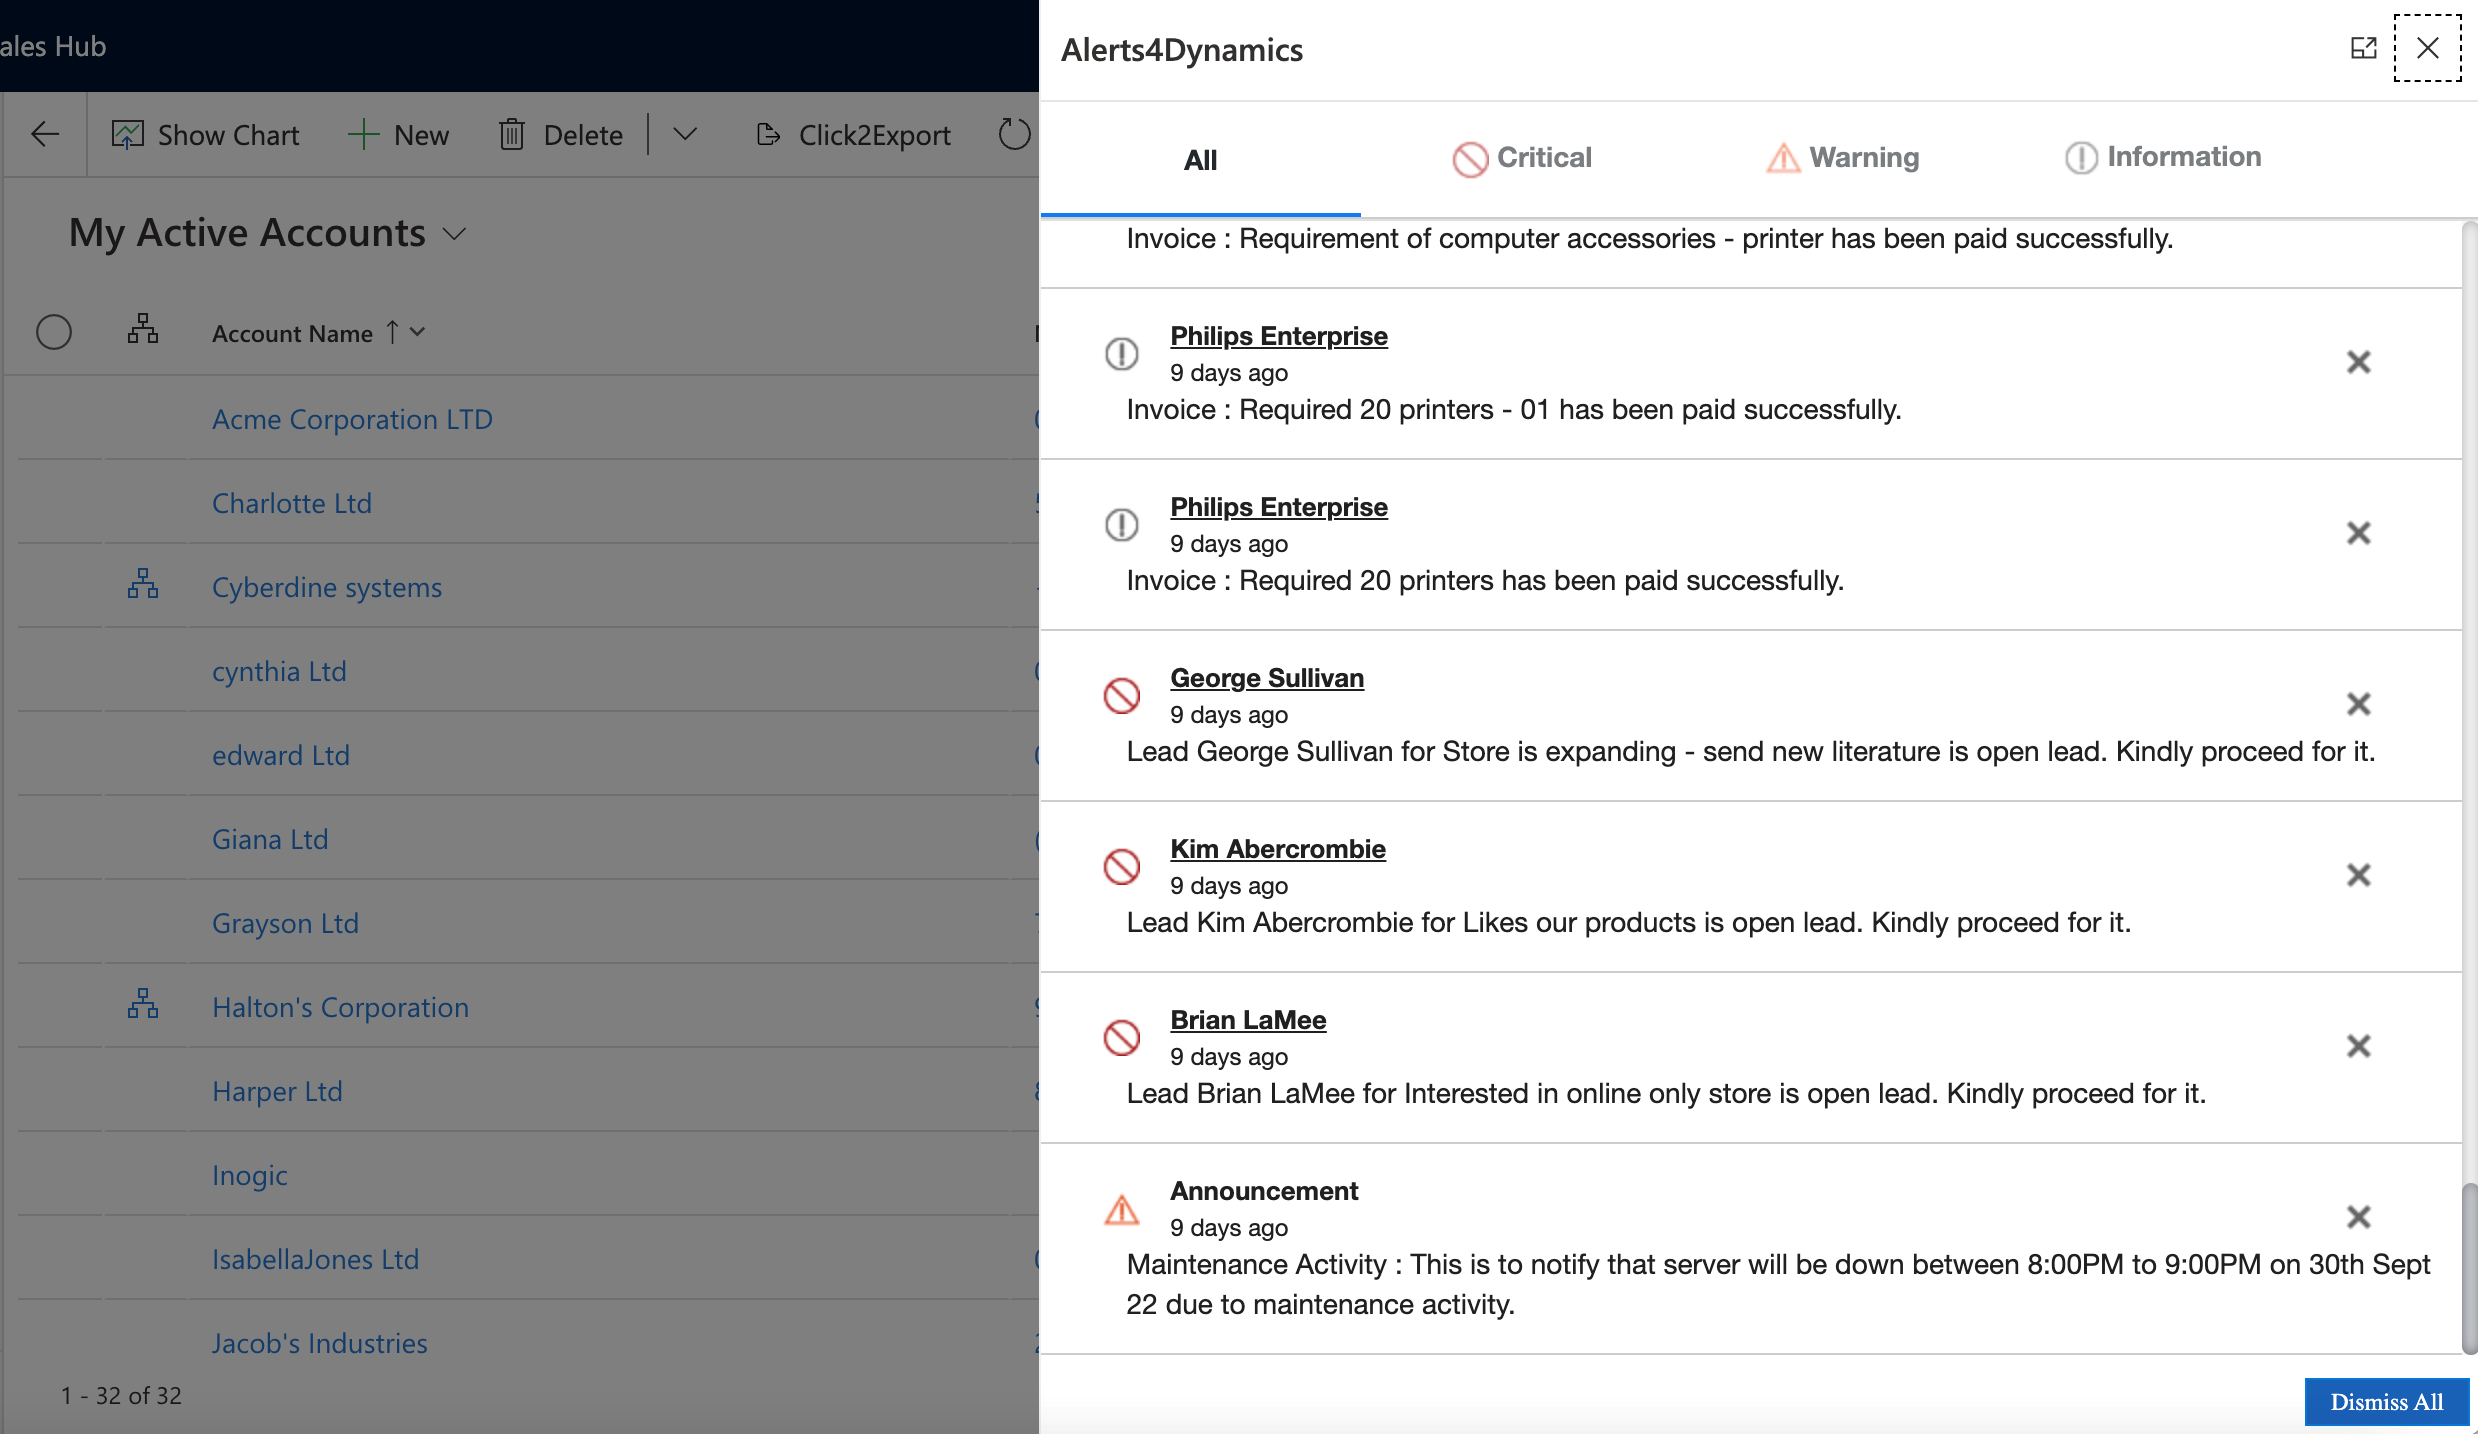 ales Hub
Show Chart
New
Delete
Click2Export
My Active Accounts
Account Name
Acme Corporation LTD
Charlotte Ltd
Cyberdine systems
cynthia Ltd
edward Ltd
Giana Ltd
Grayson Ltd
Halton's Corporation
Harper Ltd
Inogic
IsabellaJones Ltd
Jacob's Industries
1 - 32 of 32
Alerts4Dynamics
All
Critical
Warning
Information
Invoice : Requirement of computer accessories - printer has been paid successfully.
Philips Enterprise
9 days ago
Invoice : Required 20 printers - 01 has been paid successfully.
Philips Enterprise
9 days ago
Invoice : Required 20 printers has been paid successfully.
George Sullivan
9 days ago
Lead George Sullivan for Store is expanding - send new literature is open lead. Kindly proceed for it.
Kim Abercrombie
9 days ago
Lead Kim Abercrombie for Likes our products is open lead. Kindly proceed for it.
Brian LaMee
9 days ago
Lead Brian LaMee for Interested in online only store is open lead. Kindly proceed for it.
Announcement
9 days ago
Maintenance Activity : This is to notify that server will be down between 8:00PM to 9:00PM on 30th Sept
22 due to maintenance activity.
Dismiss All